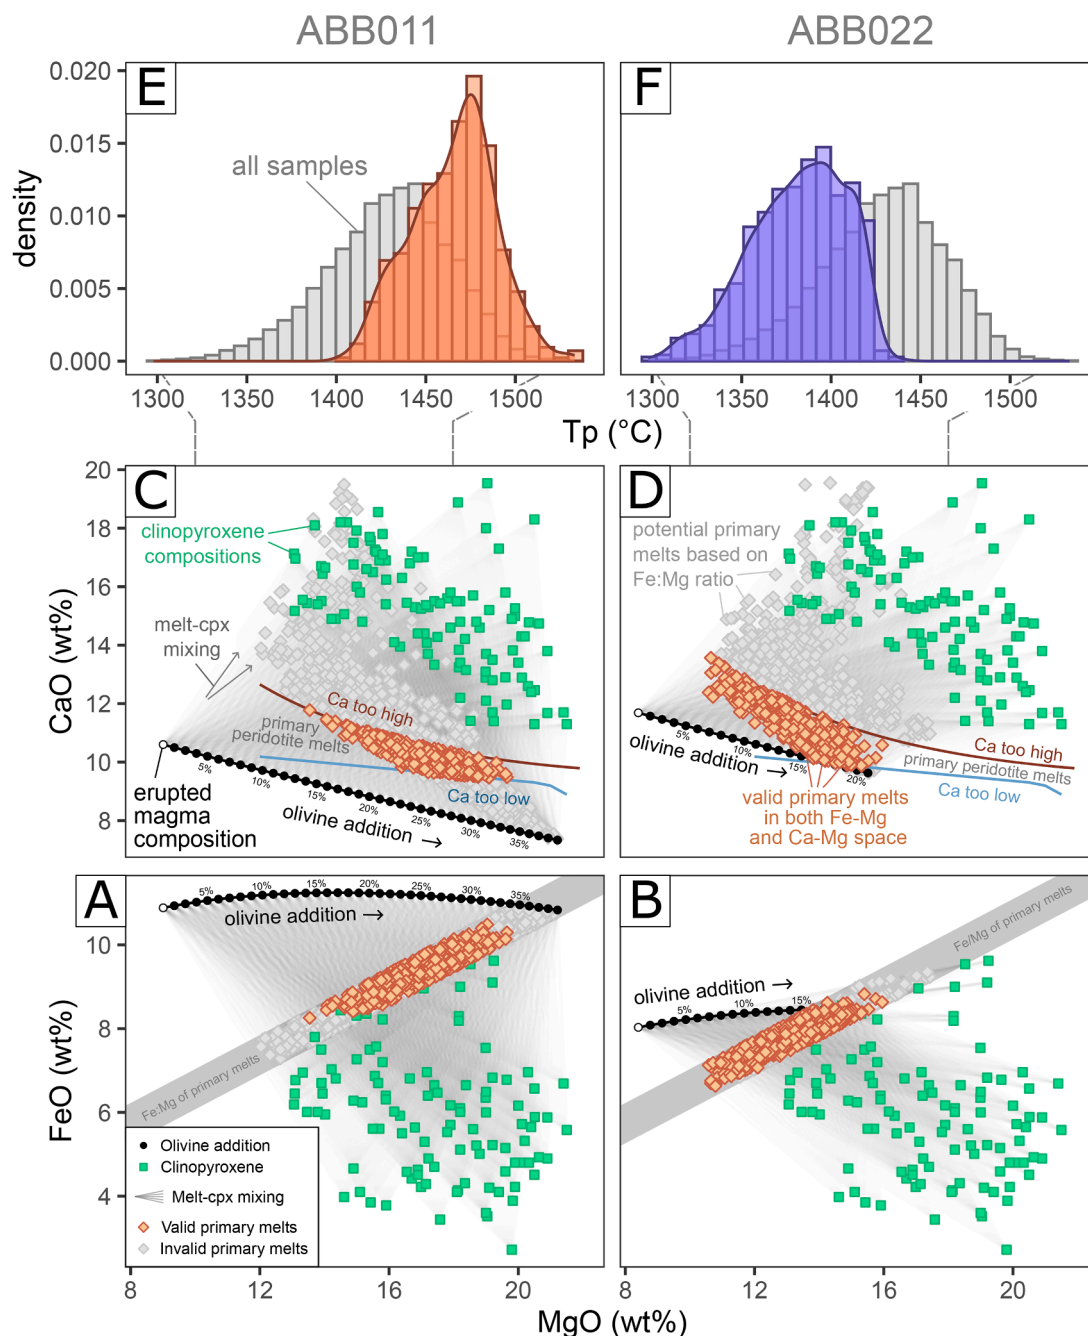 ABB011
ABB022
E
F
all samples
density
0.020
0.015
0.010
0.005
0.000
1300
1350
1400
1450
1500
1300
1350
1400
1450
1500
Tp (°C)
C
clinopyroxene
compositions
melt-cpx
mixing
Ca too high
primary
peridotite melts
Ca too low
erupted
magma
composition
olivine addition →
5%
10%
15%
20%
25%
30%
35%
CaO (wt%)
20
18
16
14
12
10
8
D
potential primary
melts based on
Fe:Mg ratio
Ca too high
primary peridotite melts
Ca too low
olivine addition →
5%
10%
15%
20%
valid primary melts
in both Fe-Mg
and Ca-Mg space
A
5%
10%
15%
20%
25%
30%
35%
olivine addition →
Fe:Mg of primary melts
FeO (wt%)
10
8
6
4
Olivine addition
Clinopyroxene
Melt-cpx mixing
Valid primary melts
Invalid primary melts
B
Fe/Mg of primary melts
olivine addition →
5%
10%
15%
8
12
16
20
8
12
16
20
MgO (wt%)